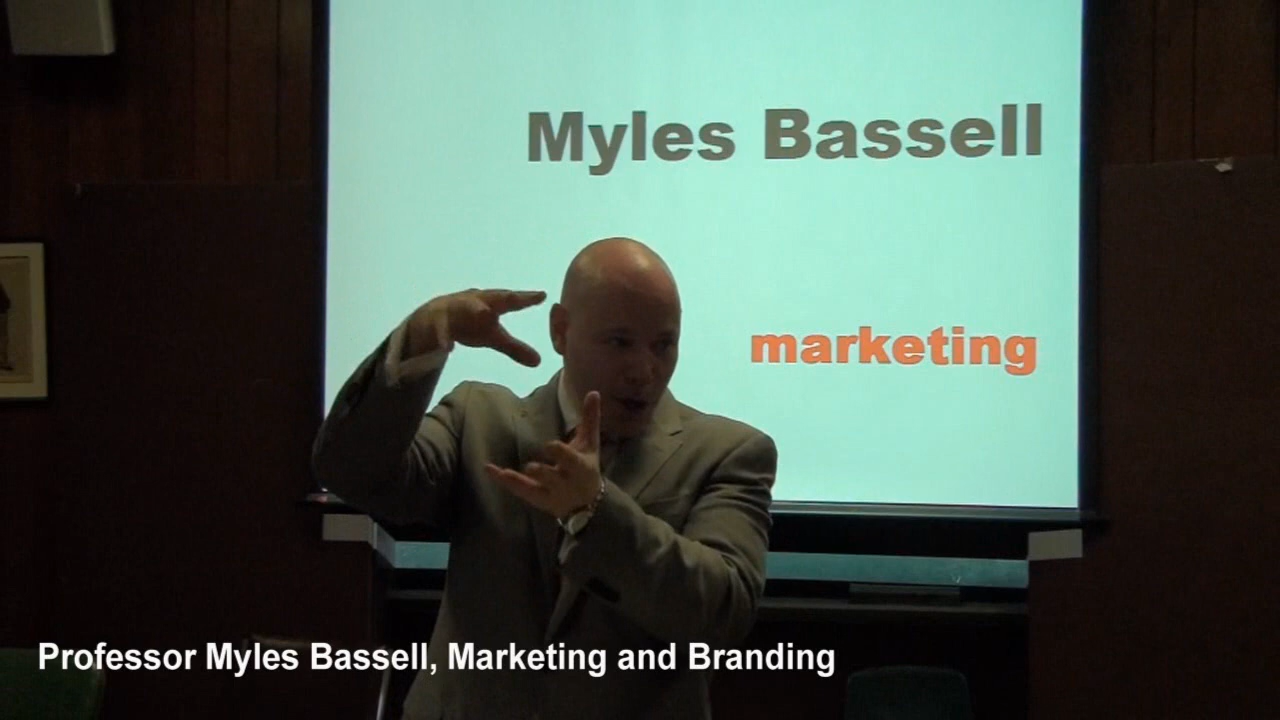 Myles Bassell
marketing
Professor Myles Bassell, Marketing and Branding